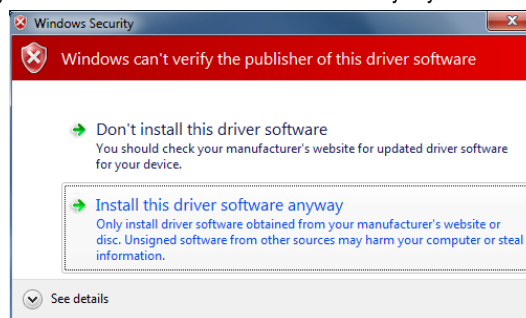 Windows Security
Windows can't verify the publisher of this driver software
Don't install this driver software
You should check your manufacturer's website for updated driver software
for your device.
Install this driver software anyway
Only install driver software obtained from your manufacturer's website or
disc. Unsigned software from other sources may harm your computer or steal
information.
See details